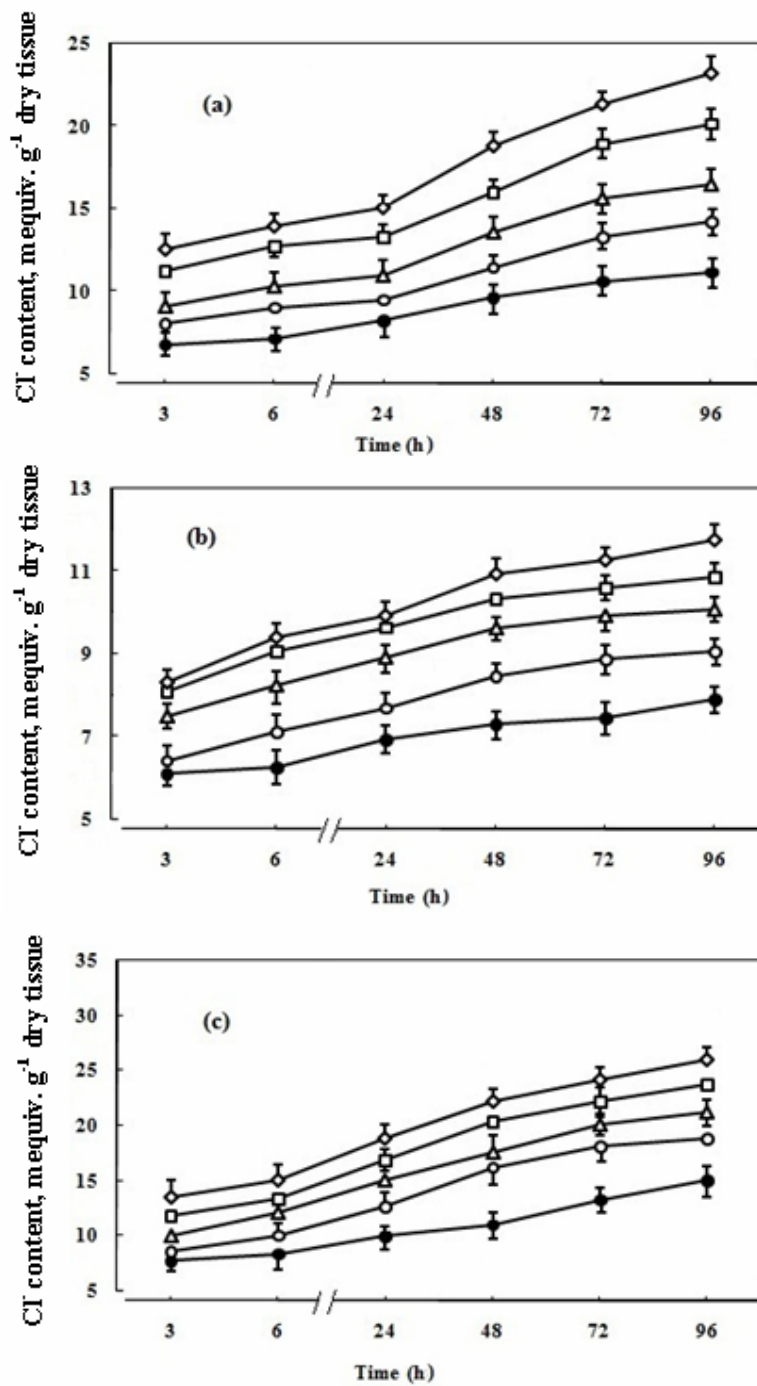 Cl⁻ content, mequiv. g⁻¹ dry tissue
25
20
15
10
5
(a)
3 6 24 48 72 96
Time (h)
Cl⁻ content, mequiv. g⁻¹ dry tissue
13
11
9
7
5
(b)
3 6 24 48 72 96
Time (h)
Cl⁻ content, mequiv. g⁻¹ dry tissue
35
30
25
20
15
10
5
(c)
3 6 24 48 72 96
Time (h)